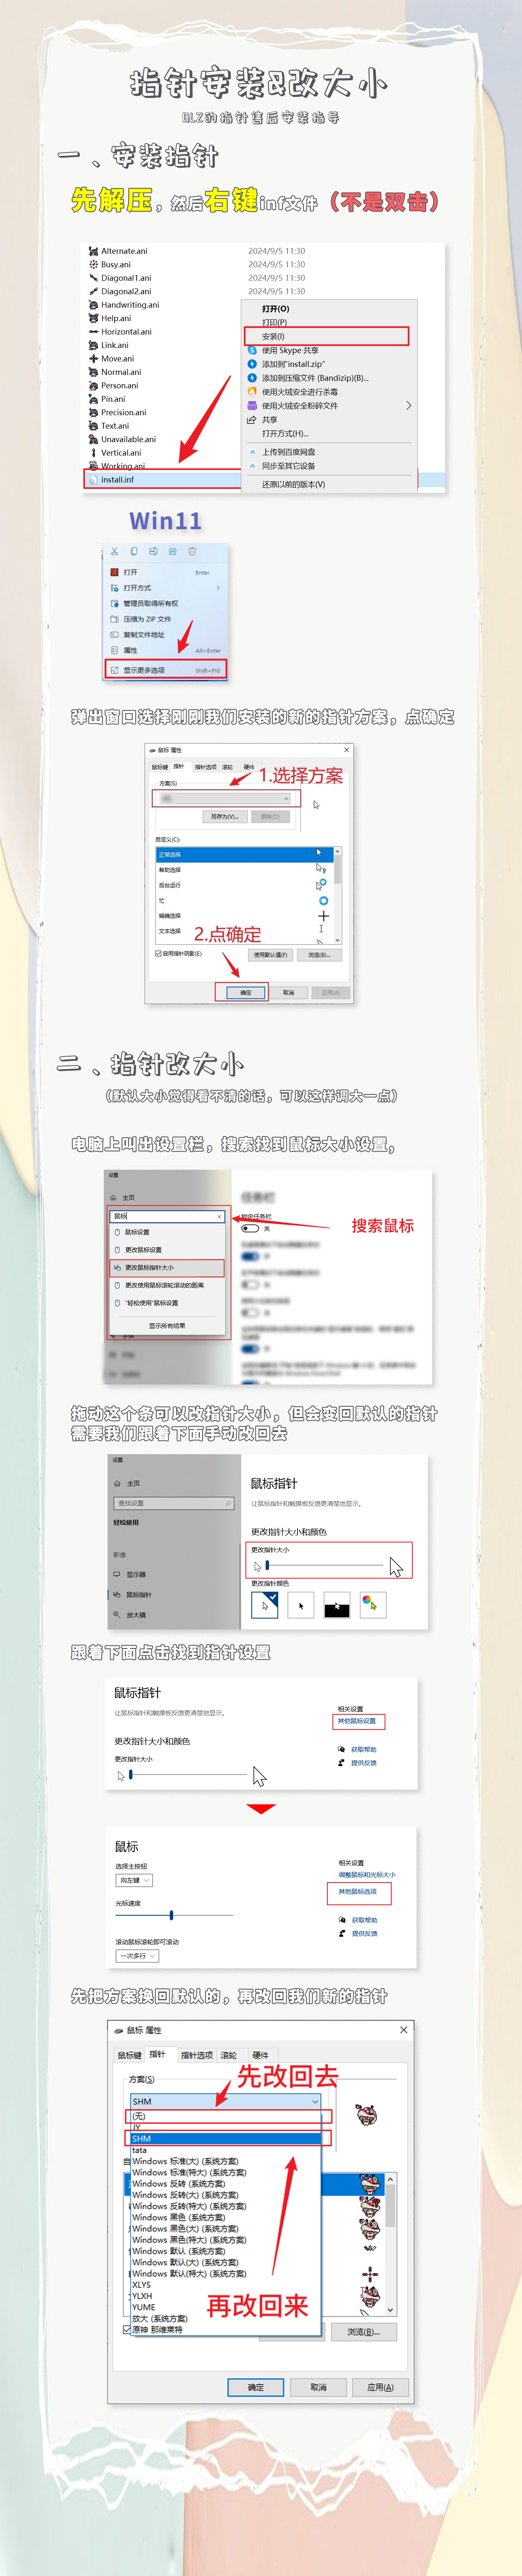 指针安装&改大小
BLZ的指针售后安装指导
一、安装指针
先解压，然后右键inf文件（不是双击）
Alternate.ani 2024/9/5 11:30
Busy.ani 2024/9/5 11:30
Diagonal1.ani 2024/9/5 11:30
Diagonal2.ani 2024/9/5 11:30
Handwriting.ani
Help.ani
Horizontal.ani
Link.ani
Move.ani
Normal.ani
Person.ani
Pin.ani
Precision.ani
Text.ani
Unavailable.ani
Vertical.ani
Working.ani
install.inf
打开(O)
打印(P)
安装(I)
使用 Skype 共享
添加到"install.zip"
添加到压缩文件 (Bandizip)(B)...
使用火绒安全进行杀毒
使用火绒安全粉碎文件
共享
打开方式(H)...
上传到百度网盘
同步至其它设备
还原以前的版本(V)
Win11
打开 Enter
打开方式
管理员取得所有权
压缩为 ZIP 文件
复制文件地址
属性 Alt+Enter
显示更多选项 Shift+F10
弹出窗口选择刚刚我们安装的新的指针方案，点确定
鼠标 属性
鼠标键 指针 指针选项 滚轮 硬件
方案(S)
1.选择方案
另存为(V)... 删除(D)
自定义(C):
正常选择
帮助选择
后台运行
忙
精确选择
文本选择
2.点确定
启用指针阴影(E) 使用默认值(F) 浏览(B)...
确定 取消 应用(A)
二、指针改大小
（默认大小觉得看不清的话，可以这样调大一点）
电脑上叫出设置栏，搜索找到鼠标大小设置，
设置
主页
鼠标
鼠标设置
更改鼠标设置
更改鼠标指针大小
更改使用鼠标滚轮滚动的距离
"轻松使用"鼠标设置
显示所有结果
任务栏
锁定任务栏
关
搜索鼠标
拖动这个条可以改指针大小，但会变回默认的指针
需要我们跟着下面手动改回去
设置
主页
查找设置
轻松使用
影像
显示器
鼠标指针
放大镜
鼠标指针
让鼠标指针和触摸板反馈更清楚地显示。
更改指针大小和颜色
更改指针大小
更改指针颜色
跟着下面点击找到指针设置
鼠标指针
让鼠标指针和触摸板反馈更清楚地显示。
更改指针大小和颜色
更改指针大小
相关设置
其他鼠标设置
获取帮助
提供反馈
鼠标
选择主按钮
向左键
光标速度
滚动鼠标滚轮即可滚动
一次多行
相关设置
调整鼠标和光标大小
其他鼠标选项
获取帮助
提供反馈
先把方案换回默认的，再改回我们新的指针
鼠标 属性
鼠标键 指针 指针选项 滚轮 硬件
方案(S)
先改回去
SHM
(无)
JY
SHM
tata
Windows 标准(大) (系统方案)
Windows 标准(特大) (系统方案)
Windows 反转 (系统方案)
Windows 反转(大) (系统方案)
Windows 反转(特大) (系统方案)
Windows 黑色 (系统方案)
Windows 黑色(大) (系统方案)
Windows 黑色(特大) (系统方案)
Windows 默认 (系统方案)
Windows 默认(大) (系统方案)
Windows 默认(特大) (系统方案)
XLYS
YLXH
YUME
放大 (系统方案)
原神 那维莱特
再改回来
浏览(B)...
确定 取消 应用(A)